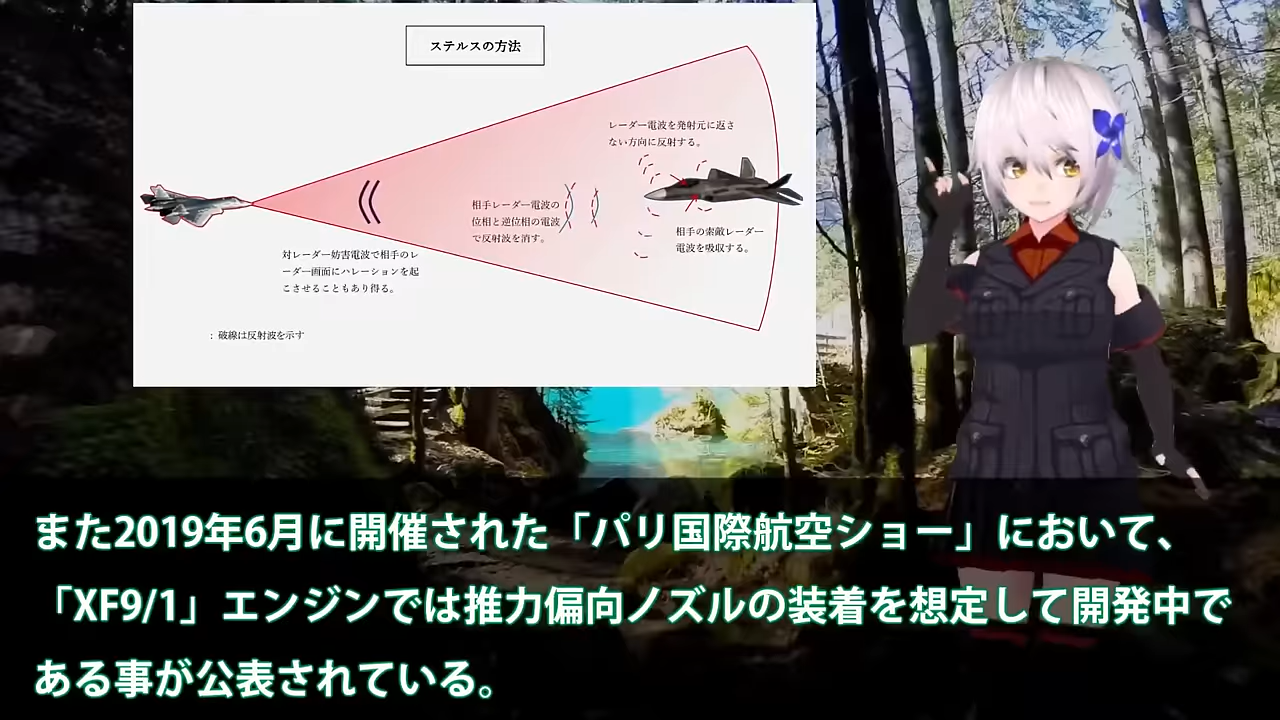 ステルスの方法
レーダー電波を発射元に返さ
ない方向に反射する。
相手レーダー電波の
位相と逆位相の電波
で反射波を消す。
相手の索敵レーダー
電波を吸収する。
対レーダー妨害電波で相手のレ
ーダー画面にハレーションを起
こさせることもあり得る。
：破線は反射波を示す
また2019年6月に開催された「パリ国際航空ショー」において、
「XF9/1」エンジンでは推力偏向ノズルの装着を想定して開発中で
ある事が公表されている。